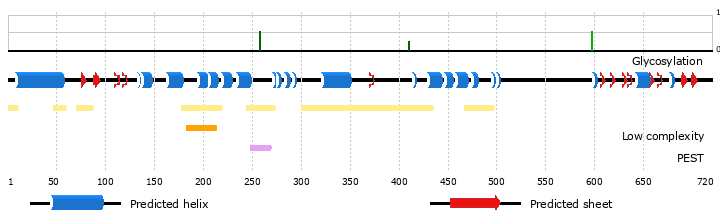 1
0
Glycosylation
Low complexity
PEST
1 50 100 150 200 250 300 350 400 450 500 550 600 650 720
Predicted helix Predicted sheet